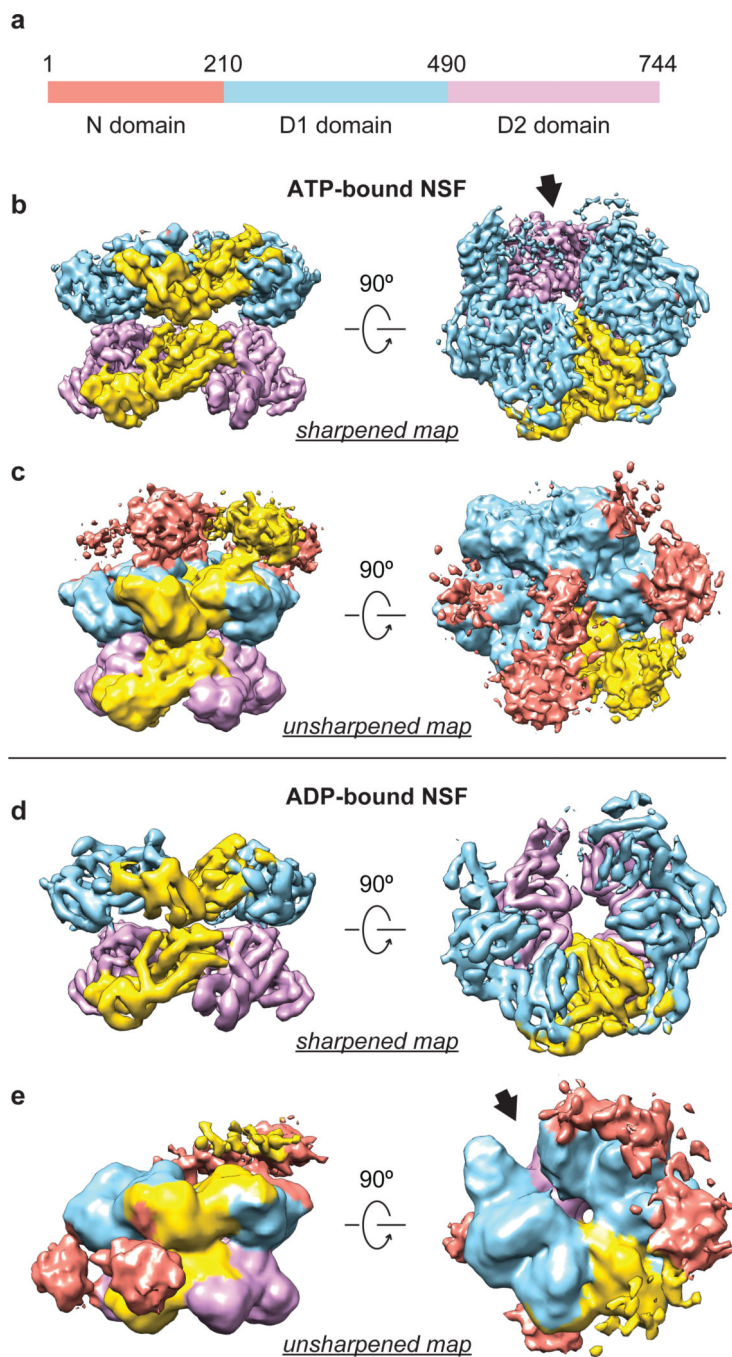 a
1 210 490 744
N domain D1 domain D2 domain
ATP-bound NSF
b
90º
sharpened map
c
90º
unsharpened map
ADP-bound NSF
d
90º
sharpened map
e
90º
unsharpened map